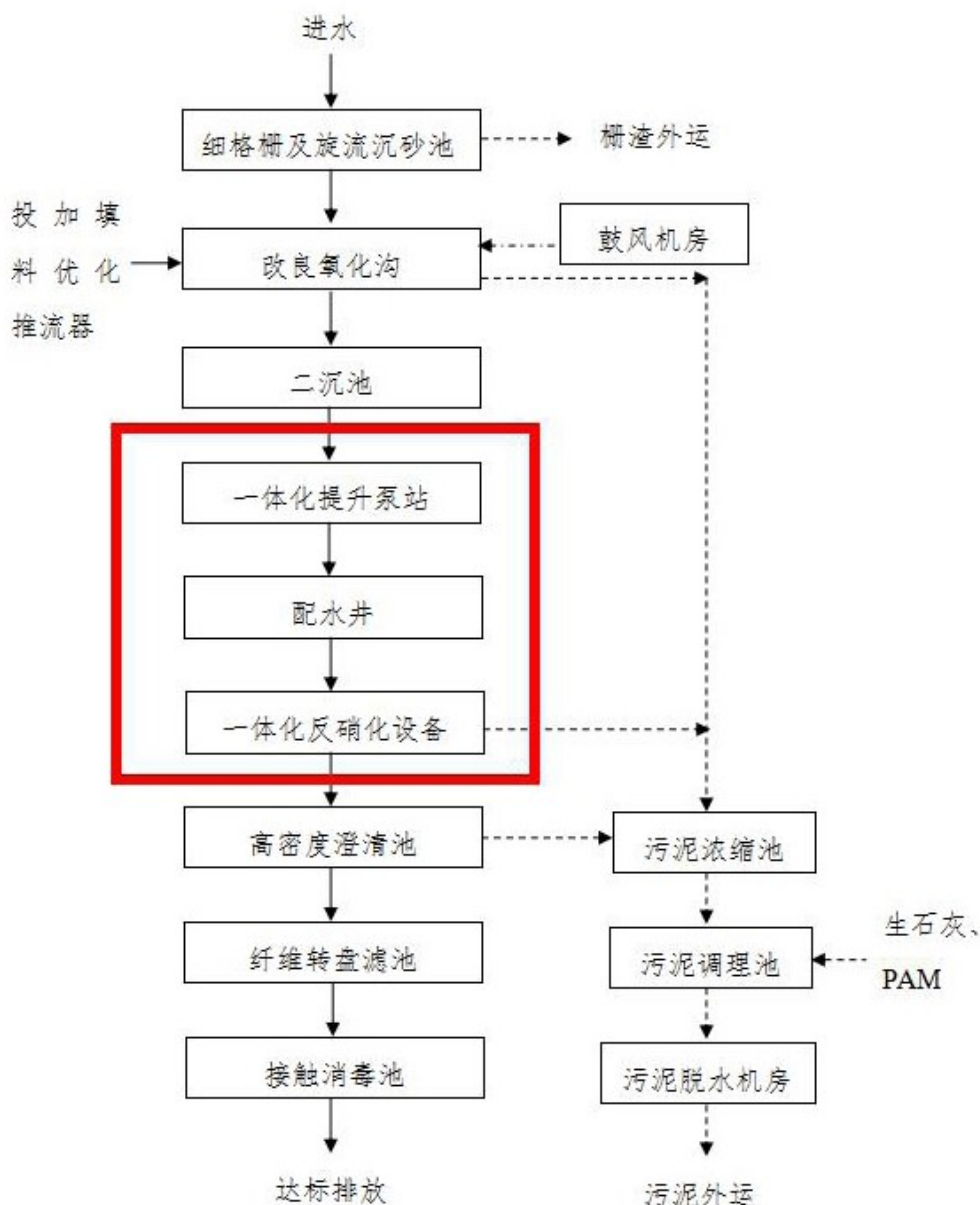 进水
细格栅及旋流沉砂池
栅渣外运
投加填
料优化
推流器
鼓风机房
改良氧化沟
二沉池
一体化提升泵站
配水井
一体化反硝化设备
高密度澄清池
污泥浓缩池
纤维转盘滤池
污泥调理池
生石灰、
PAM
接触消毒池
污泥脱水机房
达标排放
污泥外运